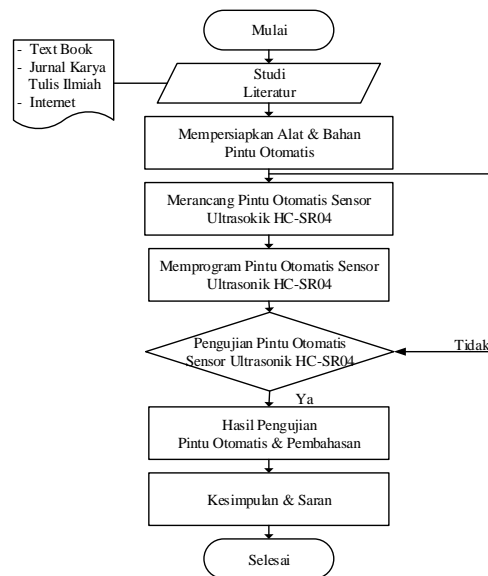 Mulai
- Text Book
- Jurnal Karya
Tulis Ilmiah
- Internet
Studi
Literatur
Mempersiapkan Alat & Bahan
Pintu Otomatis
Merancang Pintu Otomatis Sensor
Ultrasokik HC-SR04
Memprogram Pintu Otomatis Sensor
Ultrasonik HC-SR04
Pengujian Pintu Otomatis
Sensor Ultrasonik HC-SR04
Tidak
Ya
Hasil Pengujian
Pintu Otomatis & Pembahasan
Kesimpulan & Saran
Selesai